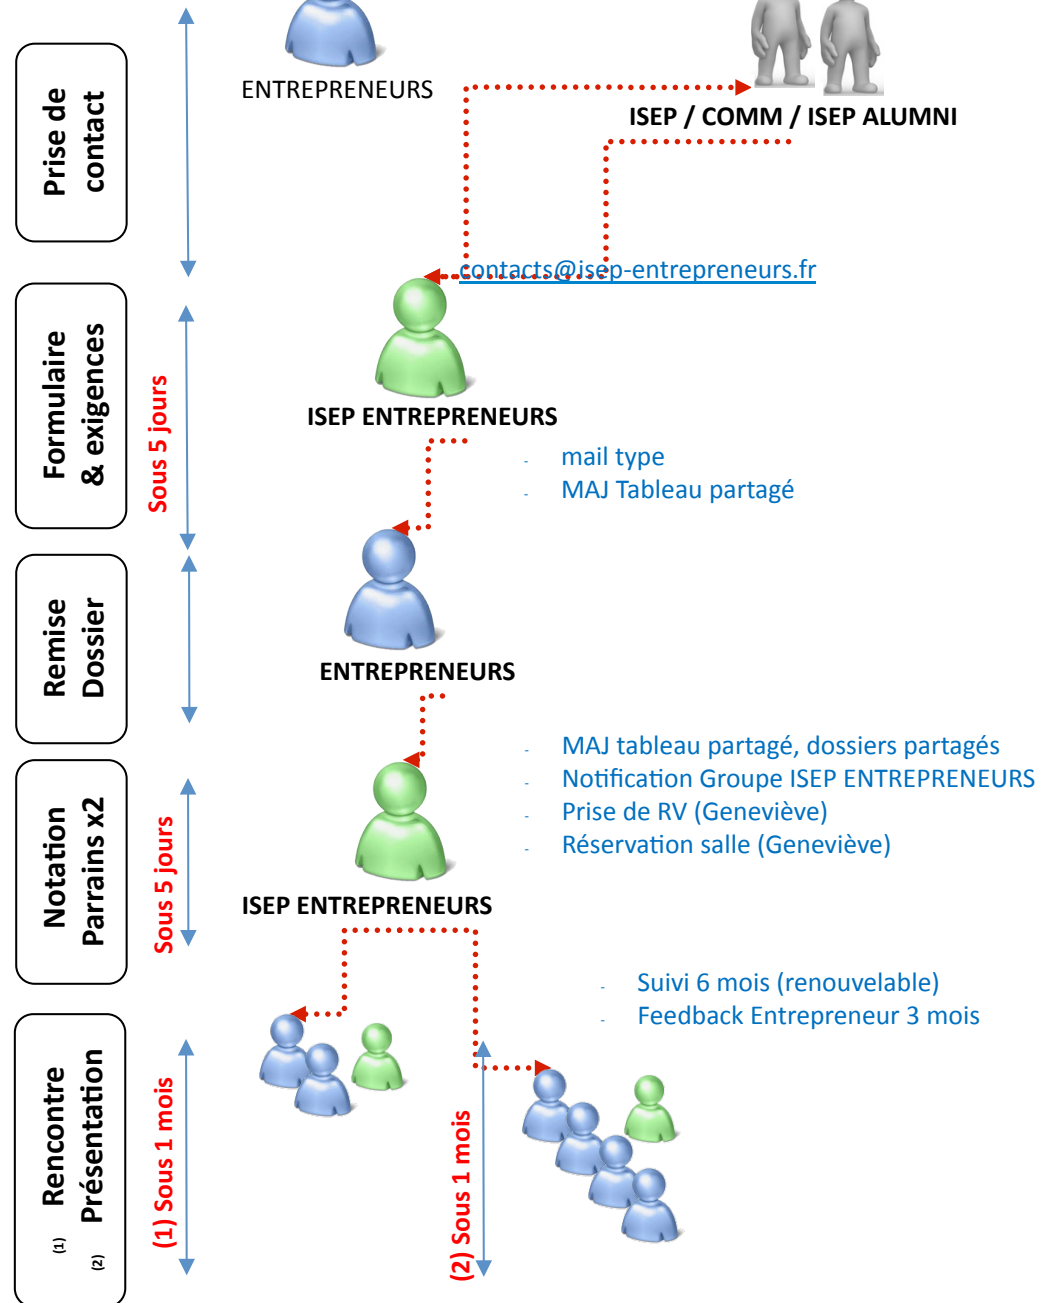 ENTREPRENEURS
ISEP / COMM / ISEP ALUMNI
Prise de
contact
contacts@isep-entrepreneurs.fr
Formulaire
& exigences
Sous 5 jours
ISEP ENTREPRENEURS
- mail type
- MAJ Tableau partagé
Remise
Dossier
ENTREPRENEURS
Notation
Parrains x2
Sous 5 jours
- MAJ tableau partagé, dossiers partagés
- Notification Groupe ISEP ENTREPRENEURS
- Prise de RV (Geneviève)
- Réservation salle (Geneviève)
ISEP ENTREPRENEURS
- Suivi 6 mois (renouvelable)
- Feedback Entrepreneur 3 mois
(1) Rencontre
(2) Présentation
(1) Sous 1 mois
(2) Sous 1 mois